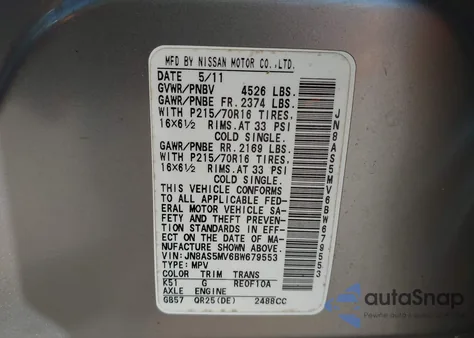 MFD BY NISSAN MOTOR CO.,LTD.
DATE 5/11
GVWR/PNBV 4526 LBS.
GAWR/PNBE FR. 2374 LBS.
WITH P215/70R16 TIRES,
16X6½ RIMS.AT 33 PSI
COLD SINGLE.
GAWR/PNBE RR. 2169 LBS.
WITH P215/70R16 TIRES,
16X6½ RIMS.AT 33 PSI
COLD SINGLE.
THIS VEHICLE CONFORMS
TO ALL APPLICABLE FED-
ERAL MOTOR VEHICLE SAF-
ETY AND THEFT PREVEN-
TION STANDARDS IN EFF-
ECT ON THE DATE OF MA-
NUFACTURE SHOWN ABOVE.
VIN: JN8AS5MV6BW679553
TYPE: MPV
COLOR TRIM TRANS
K51 G RE0F10A
AXLE ENGINE
GB57 QR25(DE) 2488CC
JN8AS5MV6BW679553
autoSnap